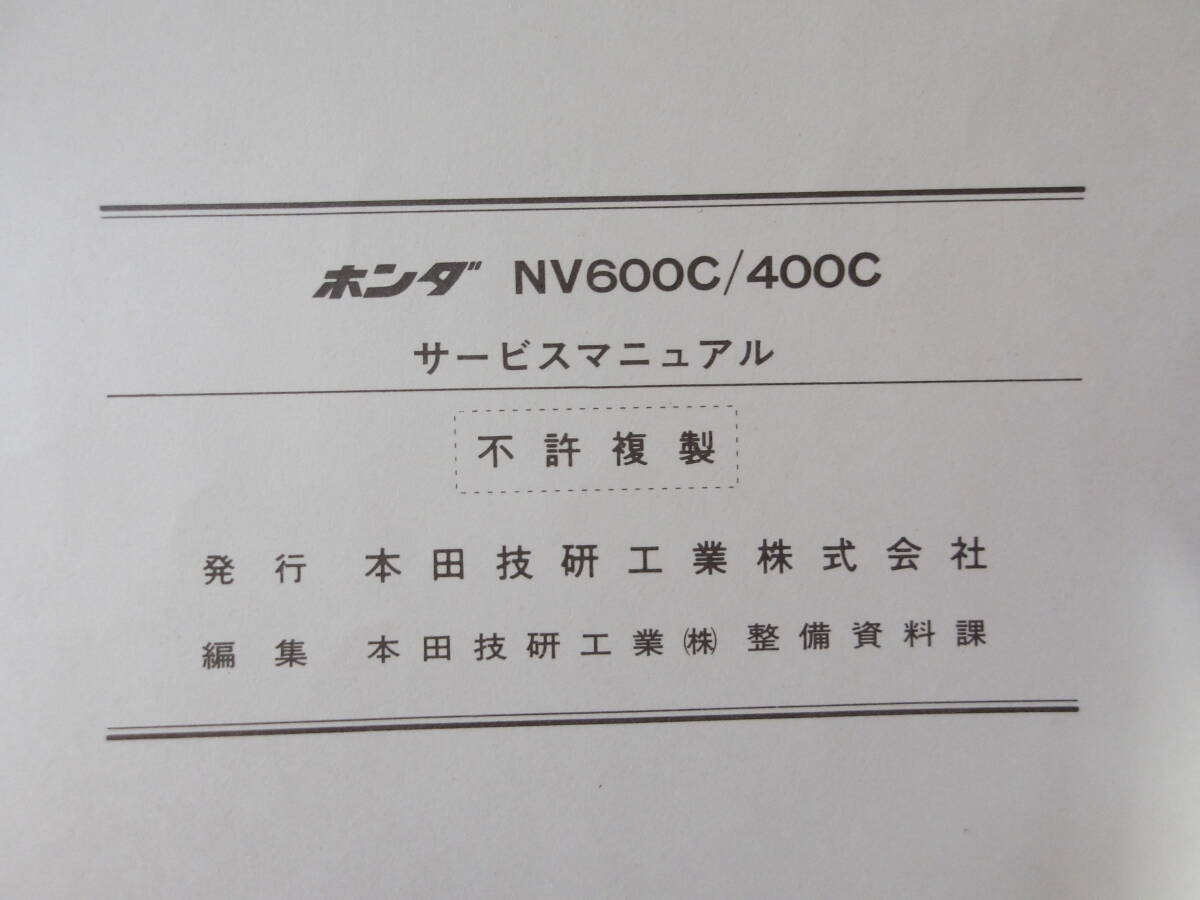 ホンダ NV600C/400C
サービスマニュアル
不許複製
発行 本田技研工業株式会社
編集 本田技研工業㈱ 整備資料課